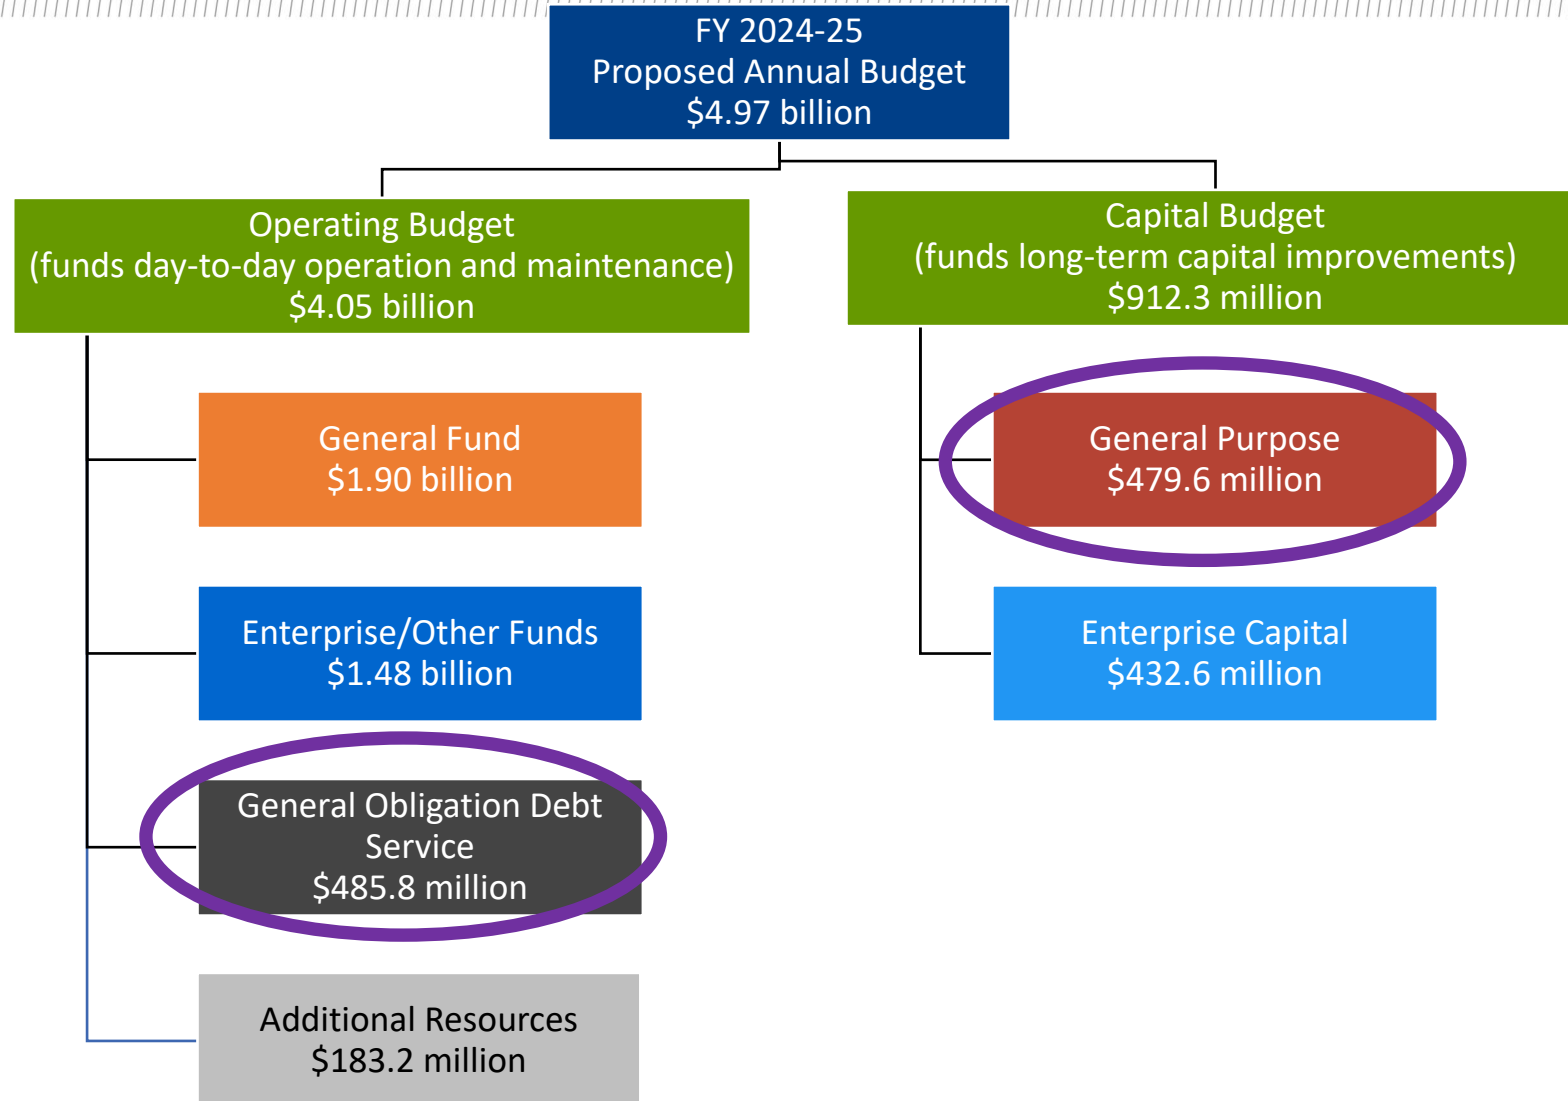 FY 2024-25
Proposed Annual Budget
$4.97 billion
Operating Budget
(funds day-to-day operation and maintenance)
$4.05 billion
Capital Budget
(funds long-term capital improvements)
$912.3 million
General Fund
$1.90 billion
General Purpose
$479.6 million
Enterprise/Other Funds
$1.48 billion
Enterprise Capital
$432.6 million
General Obligation Debt
Service
$485.8 million
Additional Resources
$183.2 million